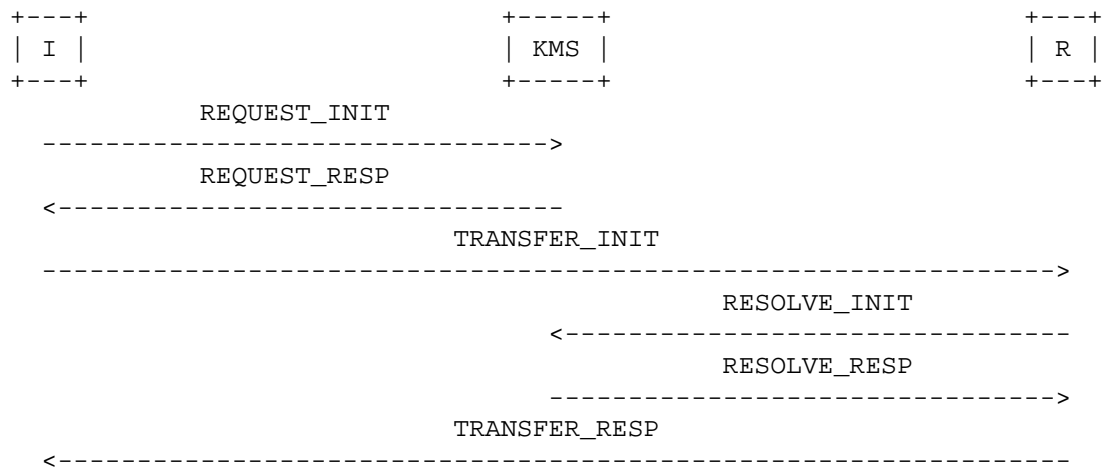 +---+ +-----+ +---+
| I | | KMS | | R |
+---+ +-----+ +---+
REQUEST_INIT
-------------------------------->
REQUEST_RESP
<--------------------------------
TRANSFER_INIT
---------------------------------------------------------------->
RESOLVE_INIT
<--------------------------------
RESOLVE_RESP
-------------------------------->
TRANSFER_RESP
<----------------------------------------------------------------